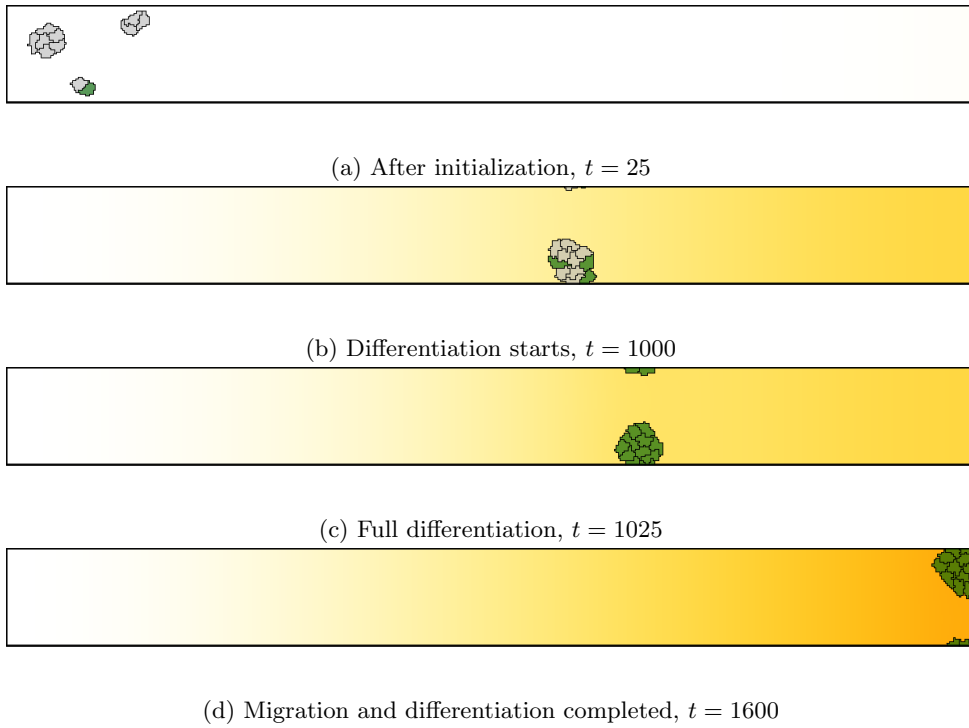 (a) After initialization, t = 25
(b) Differentiation starts, t = 1000
(c) Full differentiation, t = 1025
(d) Migration and differentiation completed, t = 1600